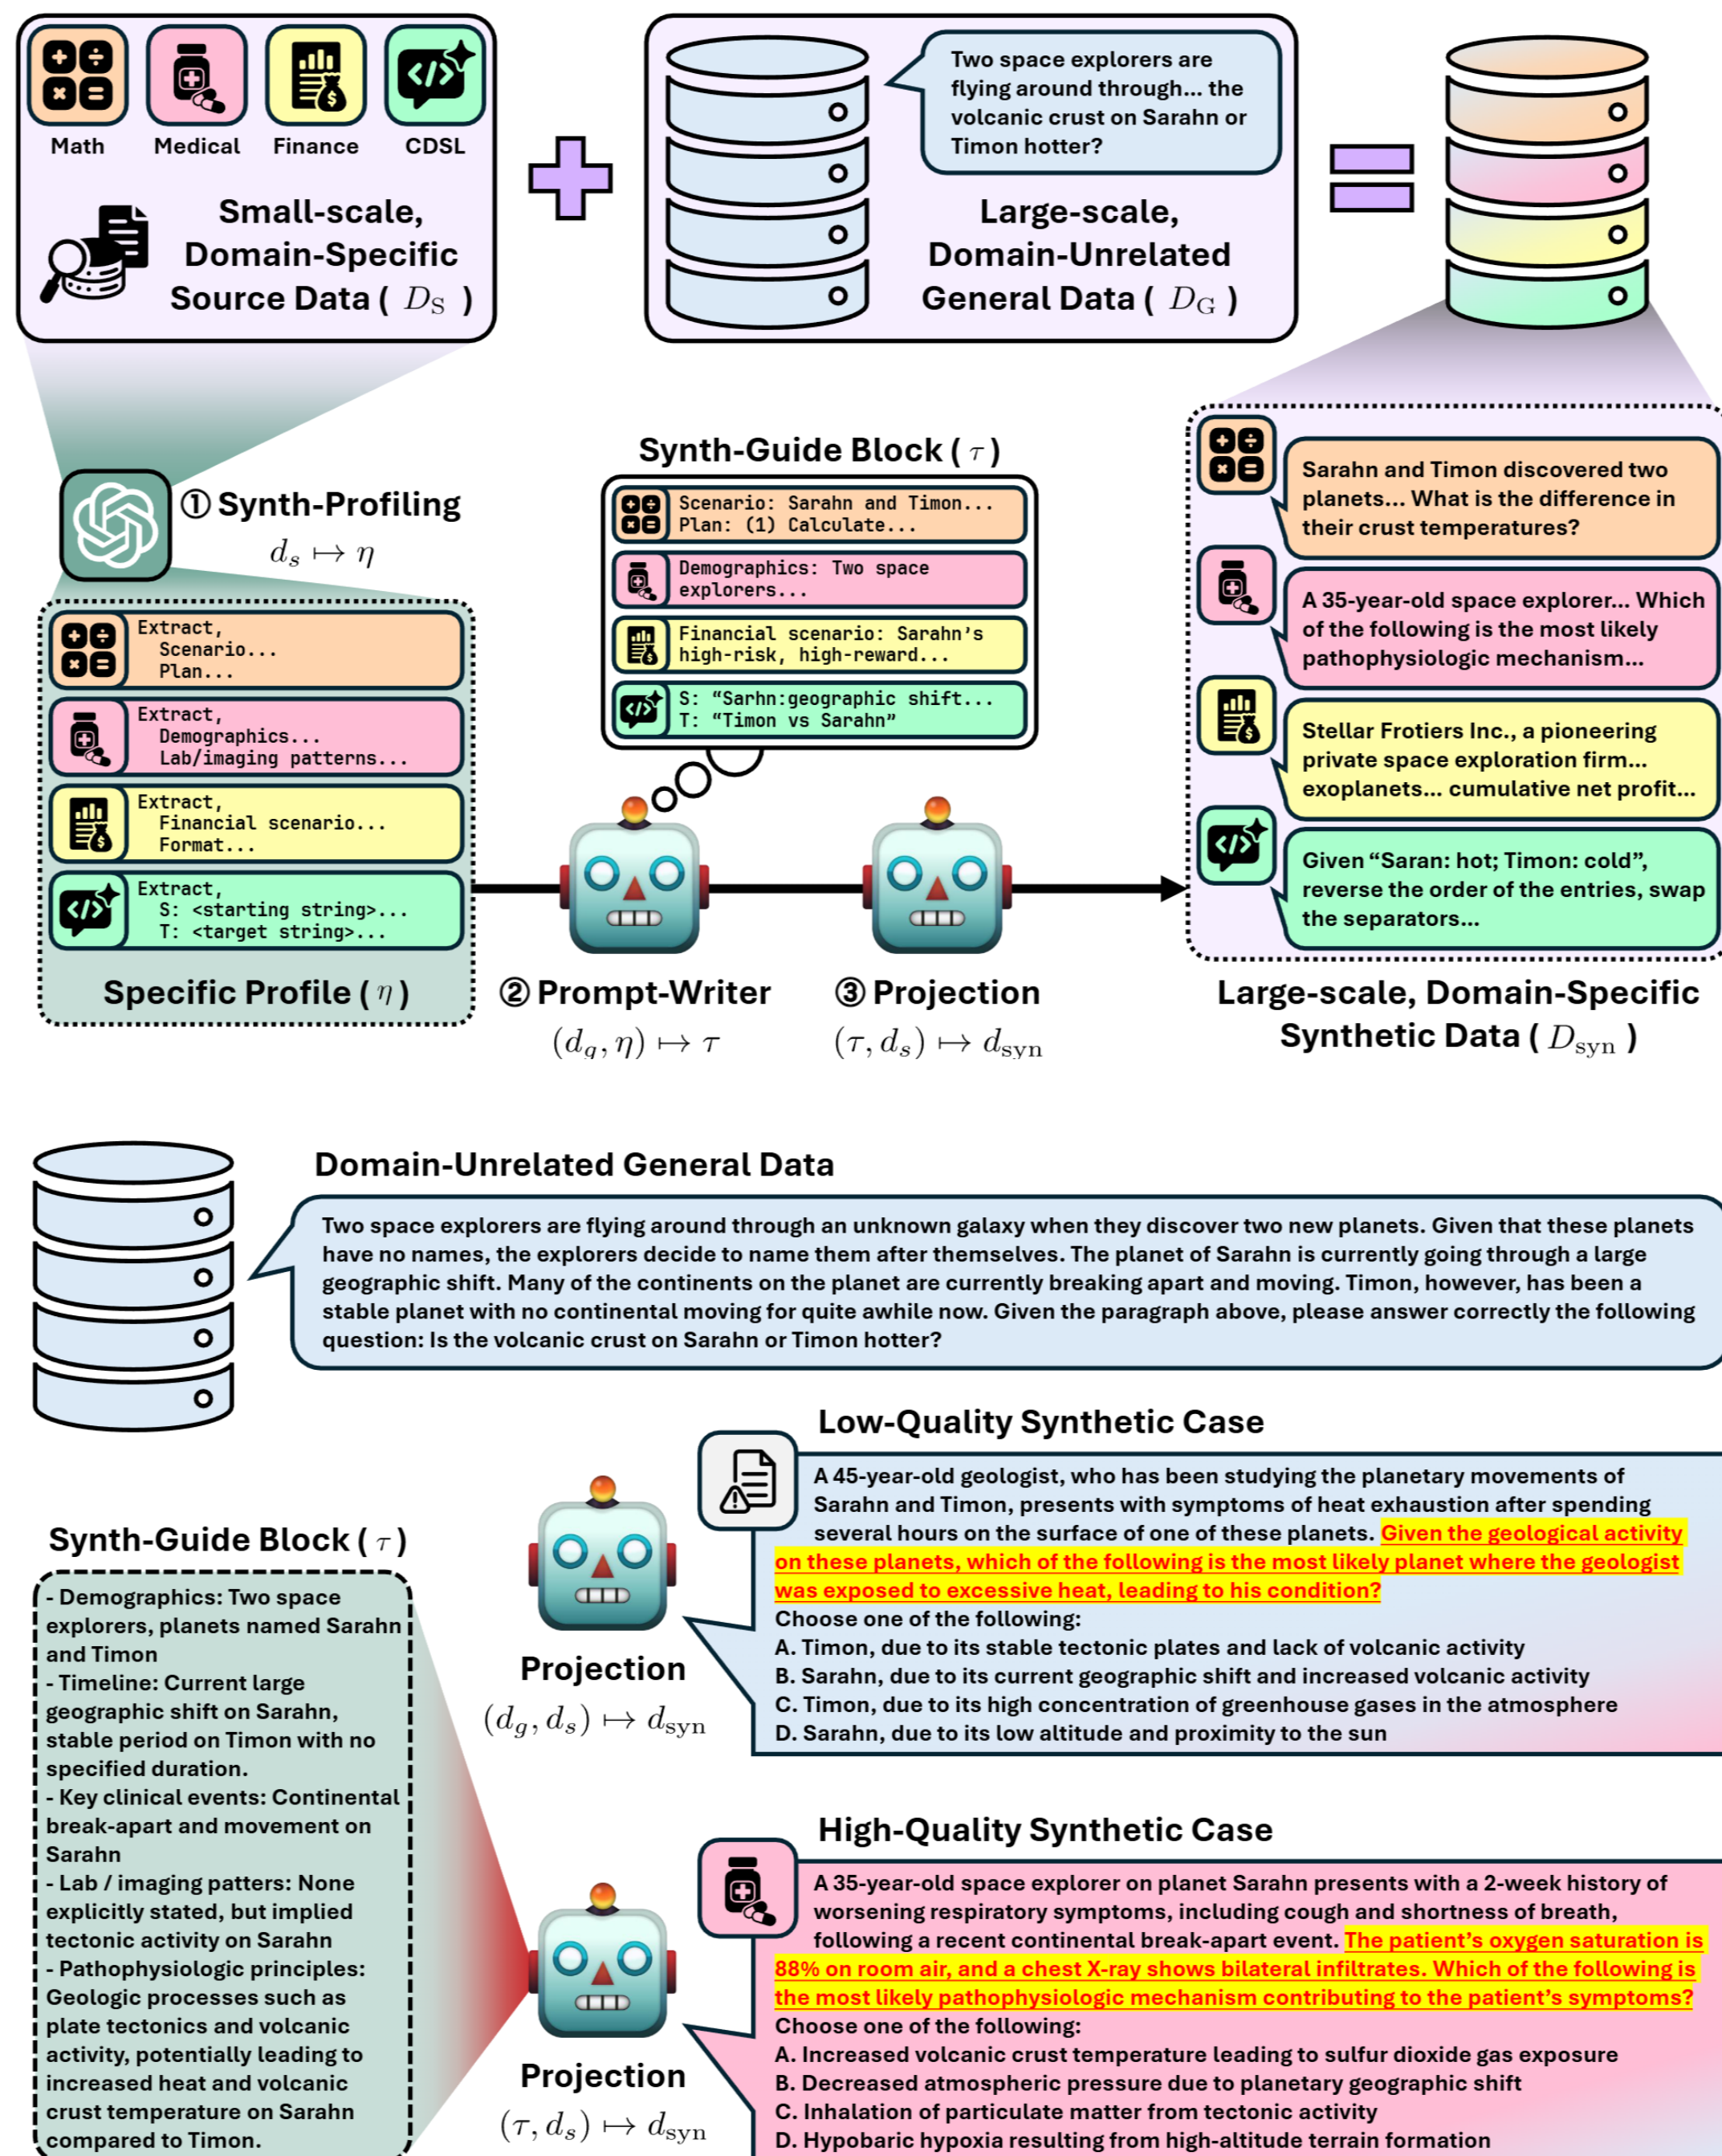 Math Medical Finance CDSL
Small-scale,
Domain-Specific
Source Data ( D_S )
Two space explorers are
flying around through... the
volcanic crust on Sarahn or
Timon hotter?
Large-scale,
Domain-Unrelated
General Data ( D_G )
① Synth-Profiling
d_s ↦ η
Extract,
Scenario...
Plan...
Extract,
Demographics...
Lab/imaging patterns...
Extract,
Financial scenario...
Format...
Extract,
S: <starting string>...
T: <target string>...
Specific Profile ( η )
Synth-Guide Block ( τ )
Scenario: Sarahn and Timon...
Plan: (1) Calculate...
Demographics: Two space
explorers...
Financial scenario: Sarahn’s
high-risk, high-reward...
S: “Sarhn:geographic shift...
T: “Timon vs Sarahn”
② Prompt-Writer
(d_g, η) ↦ τ
③ Projection
(τ, d_s) ↦ d_syn
Sarahn and Timon discovered two
planets... What is the difference in
their crust temperatures?
A 35-year-old space explorer... Which
of the following is the most likely
pathophysiologic mechanism...
Stellar Frotiers Inc., a pioneering
private space exploration firm...
exoplanets... cumulative net profit...
Given “Saran: hot; Timon: cold”,
reverse the order of the entries, swap
the separators...
Large-scale, Domain-Specific
Synthetic Data ( D_syn )
Domain-Unrelated General Data
Two space explorers are flying around through an unknown galaxy when they discover two new planets. Given that these planets
have no names, the explorers decide to name them after themselves. The planet of Sarahn is currently going through a large
geographic shift. Many of the continents on the planet are currently breaking apart and moving. Timon, however, has been a
stable planet with no continental moving for quite awhile now. Given the paragraph above, please answer correctly the following
question: Is the volcanic crust on Sarahn or Timon hotter?
Synth-Guide Block ( τ )
- Demographics: Two space
explorers, planets named Sarahn
and Timon
- Timeline: Current large
geographic shift on Sarahn,
stable period on Timon with no
specified duration.
- Key clinical events: Continental
break-apart and movement on
Sarahn
- Lab / imaging patters: None
explicitly stated, but implied
tectonic activity on Sarahn
- Pathophysiologic principles:
Geologic processes such as
plate tectonics and volcanic
activity, potentially leading to
increased heat and volcanic
crust temperature on Sarahn
compared to Timon.
Projection
(d_g, d_s) ↦ d_syn
Low-Quality Synthetic Case
A 45-year-old geologist, who has been studying the planetary movements of
Sarahn and Timon, presents with symptoms of heat exhaustion after spending
several hours on the surface of one of these planets. Given the geological activity
on these planets, which of the following is the most likely planet where the geologist
was exposed to excessive heat, leading to his condition?
Choose one of the following:
A. Timon, due to its stable tectonic plates and lack of volcanic activity
B. Sarahn, due to its current geographic shift and increased volcanic activity
C. Timon, due to its high concentration of greenhouse gases in the atmosphere
D. Sarahn, due to its low altitude and proximity to the sun
Projection
(τ, d_s) ↦ d_syn
High-Quality Synthetic Case
A 35-year-old space explorer on planet Sarahn presents with a 2-week history of
worsening respiratory symptoms, including cough and shortness of breath,
following a recent continental break-apart event. The patient’s oxygen saturation is
88% on room air, and a chest X-ray shows bilateral infiltrates. Which of the following is
the most likely pathophysiologic mechanism contributing to the patient’s symptoms?
Choose one of the following:
A. Increased volcanic crust temperature leading to sulfur dioxide gas exposure
B. Decreased atmospheric pressure due to planetary geographic shift
C. Inhalation of particulate matter from tectonic activity
D. Hypobaric hypoxia resulting from high-altitude terrain formation